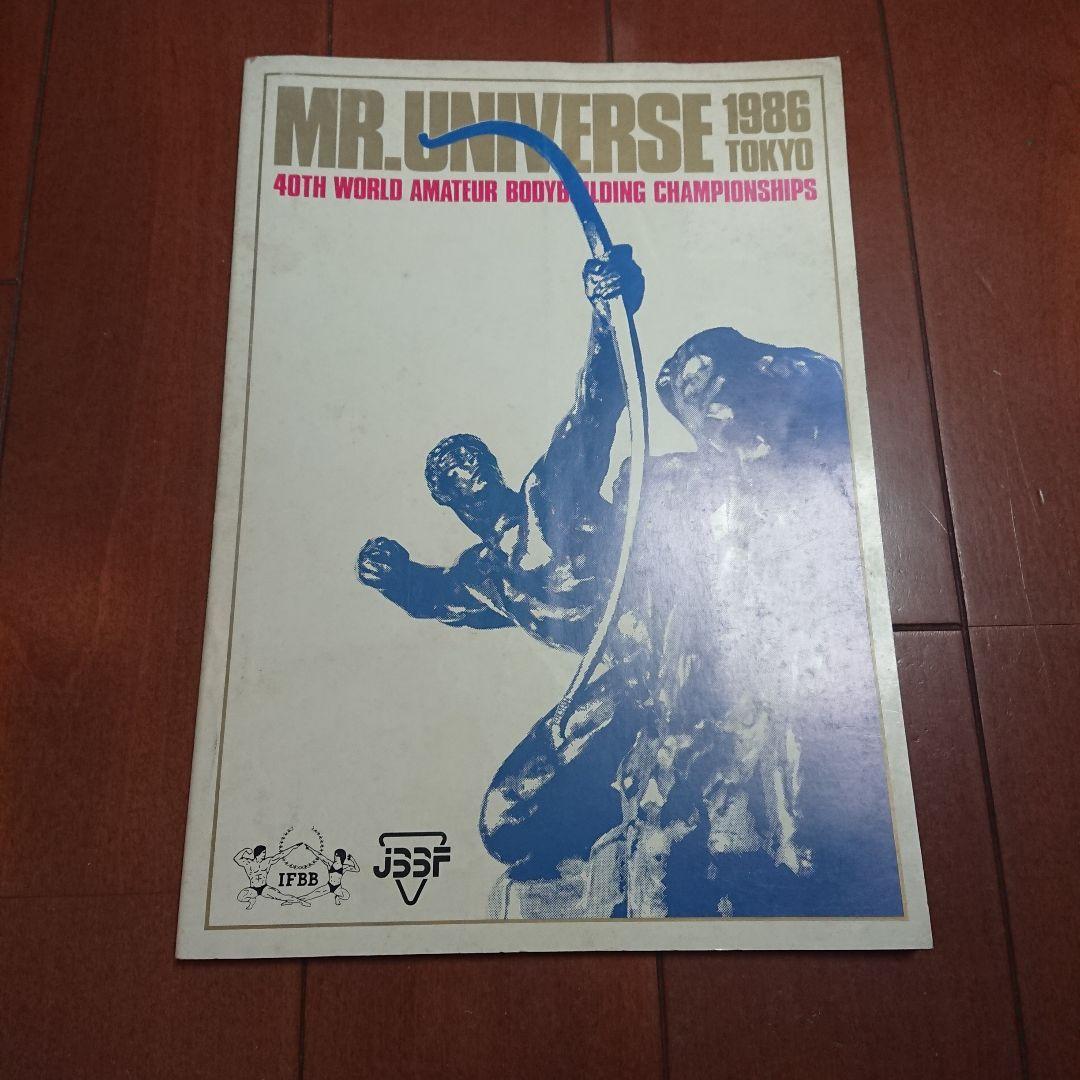 MR.UNIVERSE 1986 TOKYO
40TH WORLD AMATEUR BODYBUILDING CHAMPIONSHIPS
IFBB
JBBF